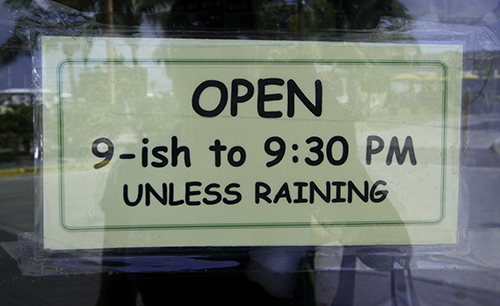 OPEN
9-ish to 9:30 PM
UNLESS RAINING